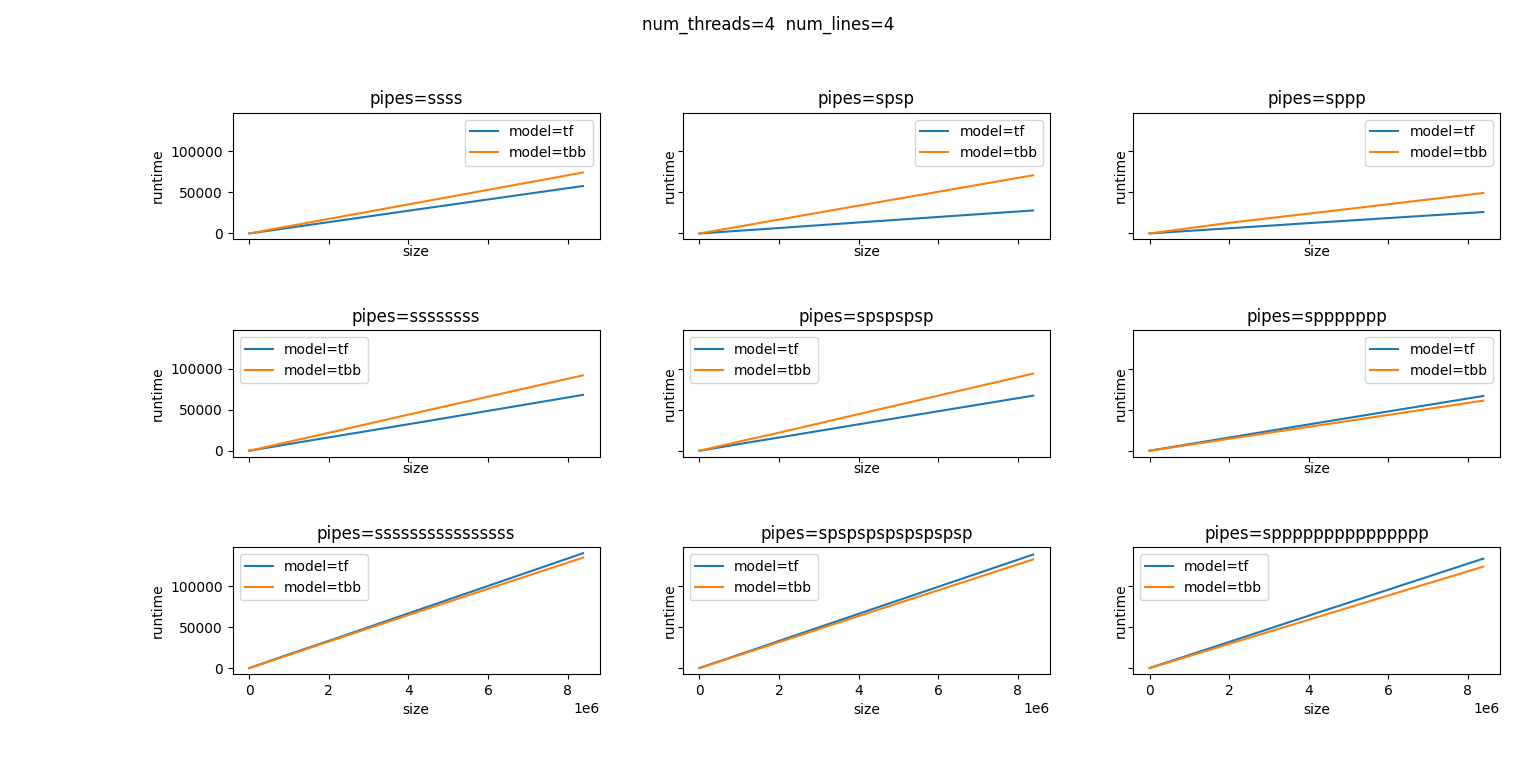 num_threads=4  num_lines=4
pipes=ssss
pipes=spsp
pipes=sppp
model=tf
model=tbb
model=tf
model=tbb
model=tf
model=tbb
100000
50000
0
runtime
runtime
runtime
size
size
size
pipes=ssssssss
pipes=spspspsp
pipes=sppppppp
model=tf
model=tbb
model=tf
model=tbb
model=tf
model=tbb
100000
50000
0
runtime
runtime
runtime
size
size
size
pipes=ssssssssssssssss
pipes=spspspspspspspsp
pipes=sppppppppppppppp
model=tf
model=tbb
model=tf
model=tbb
model=tf
model=tbb
100000
50000
0
runtime
runtime
runtime
0 2 4 6 8
0 2 4 6 8
0 2 4 6 8
size
1e6
size
1e6
size
1e6